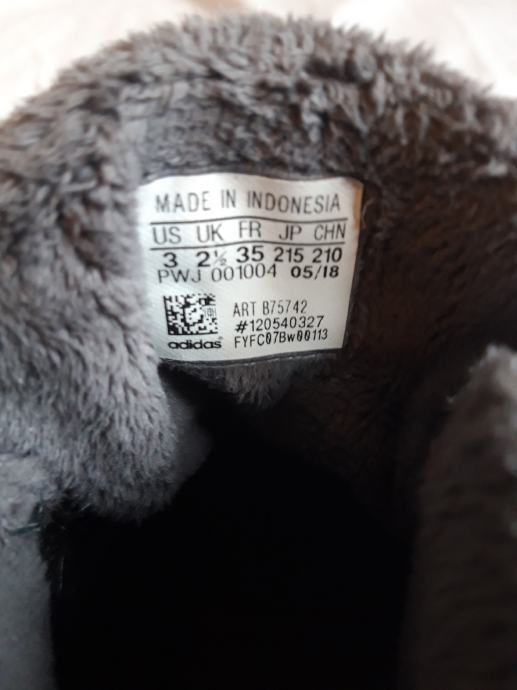 MADE IN INDONESIA
US UK FR JP CHN
3 2½ 35 215 210
PWJ 001004 05/18
ART B75742
#120540327
adidas FYFC07Bw00113